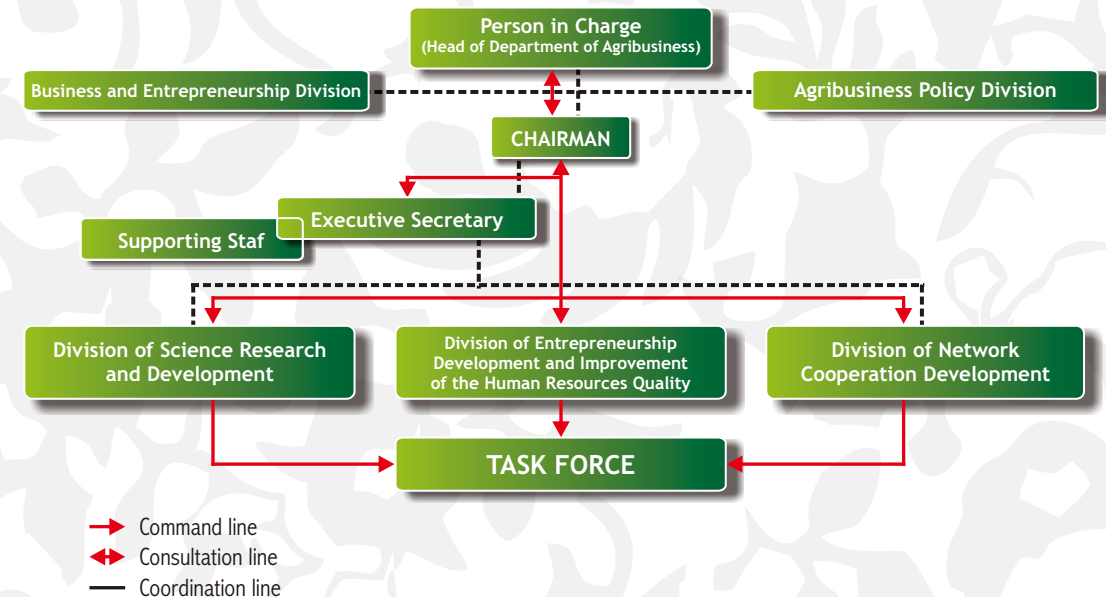 Person in Charge
(Head of Department of Agribusiness)
Business and Entrepreneurship Division
Agribusiness Policy Division
CHAIRMAN
Executive Secretary
Supporting Staf
Division of Science Research
and Development
Division of Entrepreneurship
Development and Improvement
of the Human Resources Quality
Division of Network
Cooperation Development
TASK FORCE
Command line
Consultation line
Coordination line